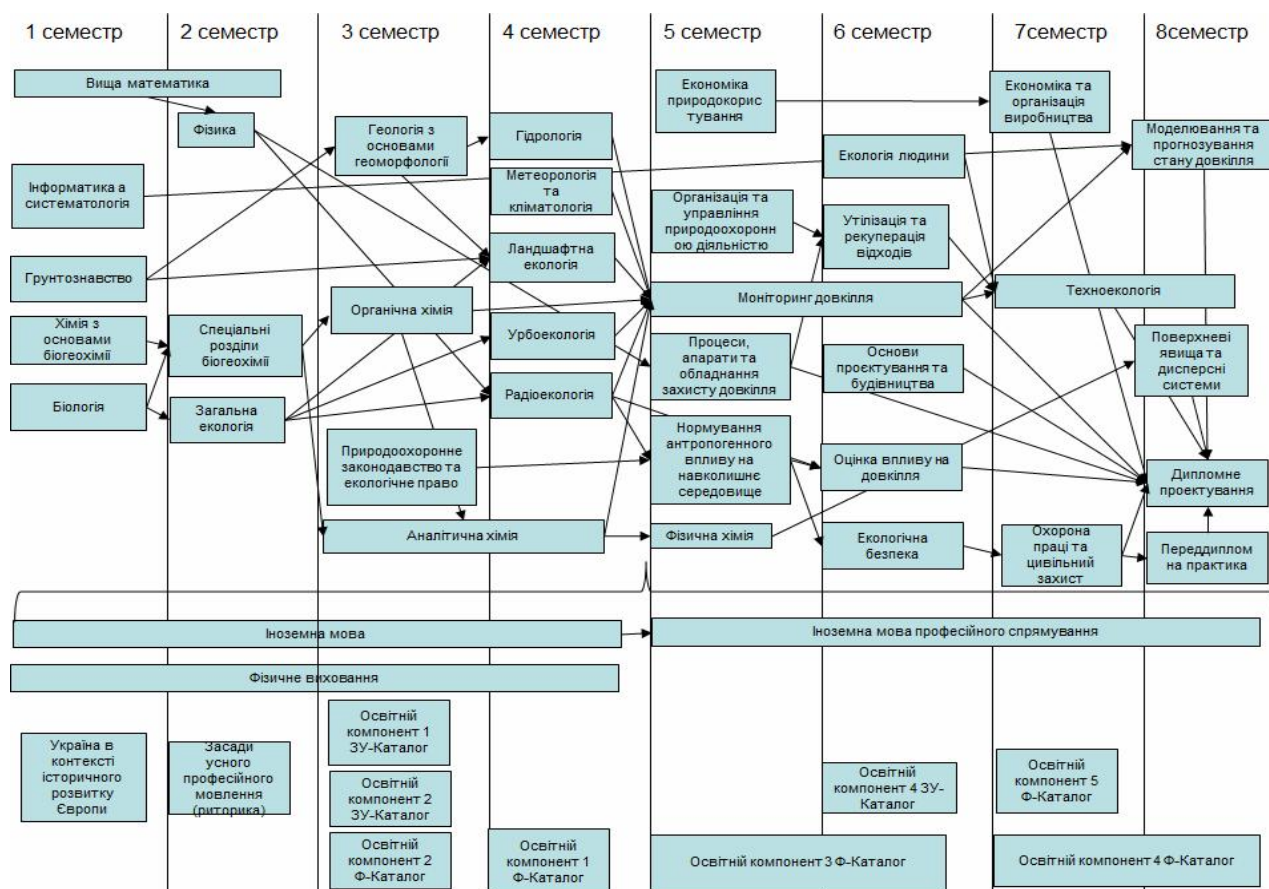 1 семестр
2 семестр
3 семестр
4 семестр
5 семестр
6 семестр
7семестр
8семестр
Вища математика
Фізика
Геологія з
основами
геоморфології
Гідрологія
Економіка
природокорис
тування
Економіка та
організація
виробництва
Екологія людини
Моделювання та
прогнозування
стану довкілля
Інформатика а
систематологія
Метеорологія
та
кліматологія
Організація та
управління
природоохоронн
ою діяльністю
Утілізація та
рекуперація
відходів
Грунтознавство
Ландшафтна
екологія
Органічна хімія
Моніторинг довкілля
Техноекологія
Хімія з
основами
біогеохімії
Спеціальні
розділи
біогеохімії
Урбоекологія
Процеси,
апарати та
обладнання
захисту довкілля
Основи
проєктування та
будівництва
Поверхневі
явища та
дисперсні
системи
Біологія
Загальна
екологія
Радіоекологія
Природоохоронне
законодавство та
екологічне право
Нормування
антропогенного
впливу на
навколишнє
середовище
Оцінка впливу на
довкілля
Дипломне
проектування
Аналітична хімія
Фізична хімія
Екологічна
безпека
Охорона
праці та
цивільний
захист
Переддиплом
на практика
Іноземна мова
Іноземна мова професійного спрямування
Фізичне виховання
Україна в
контексті
історичного
розвитку
Європи
Засади
усного
професійного
мовлення
(риторика)
Освітній
компонент 1
ЗУ-Каталог
Освітній
компонент 2
ЗУ-Каталог
Освітній
компонент 2
Ф-Каталог
Освітній
компонент 1
Ф-Каталог
Освітній
компонент 4 ЗУ-
Каталог
Освітній
компонент 5
Ф-Каталог
Освітній компонент 3 Ф-Каталог
Освітній компонент 4 Ф-Каталог